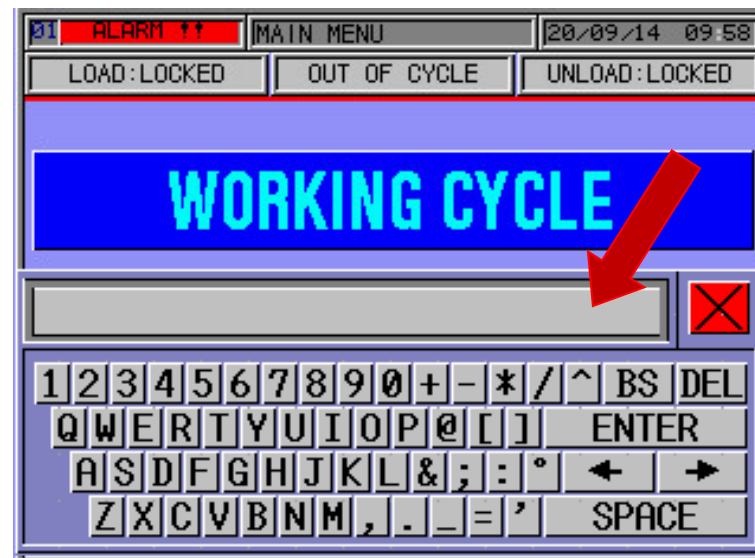 01 ALARM !! MAIN MENU 20/09/14 09:58
LOAD:LOCKED OUT OF CYCLE UNLOAD:LOCKED
WORKING CYCLE
1 2 3 4 5 6 7 8 9 0 + - * / ^ BS DEL
Q W E R T Y U I O P @ [ ] ENTER
A S D F G H J K L & ; : ° ← →
Z X C V B N M , . _ = ' SPACE